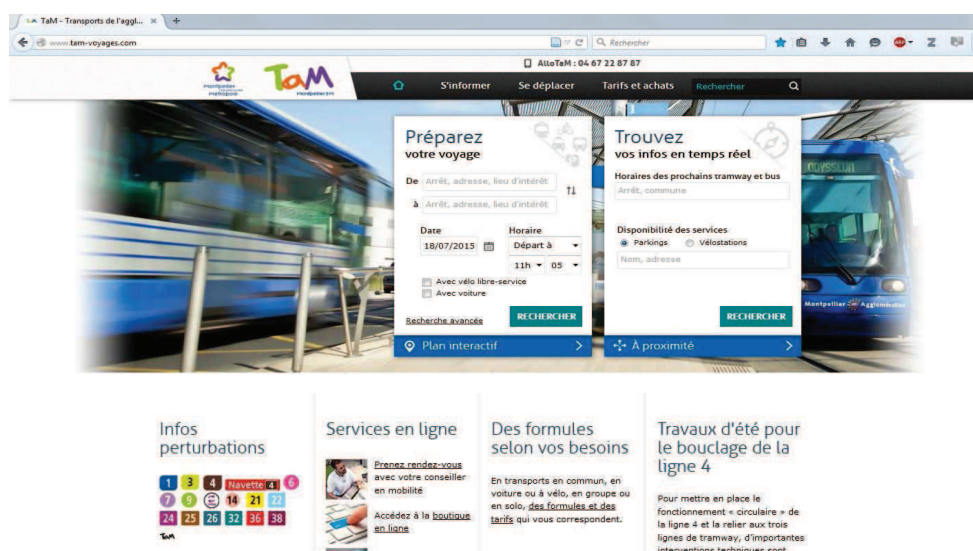 TaM - Transports de l'aggl...
www.tam-voyages.com
Rechercher
AlloTaM : 04 67 22 87 87
Montpellier
métropole
TaM
montpellier3m
S'informer Se déplacer Tarifs et achats Rechercher
Préparez
votre voyage
De Arrêt, adresse, lieu d'intérêt
à Arrêt, adresse, lieu d'intérêt
Date Horaire
18/07/2015 Départ à
11h 05
Avec vélo libre-service
Avec voiture
Recherche avancée RECHERCHER
Plan interactif
Trouvez
vos infos en temps réel
Horaires des prochains tramway et bus
Arrêt, commune
Disponibilité des services
Parkings Vélostations
Nom, adresse
RECHERCHER
À proximité
Montpellier Agglomération
Infos
perturbations
1 3 4 Navette 4 6
7 9 14 21 22
24 25 26 32 36 38
TaM
Services en ligne
Prenez rendez-vous
avec votre conseiller
en mobilité
Accédez à la boutique
en ligne
Des formules
selon vos besoins
En transports en commun, en
voiture ou à vélo, en groupe ou
en solo, des formules et des
tarifs qui vous correspondent.
Travaux d'été pour
le bouclage de la
ligne 4
Pour mettre en place le
fonctionnement « circulaire » de
la ligne 4 et la relier aux trois
lignes de tramway, d'importantes
interventions techniques sont